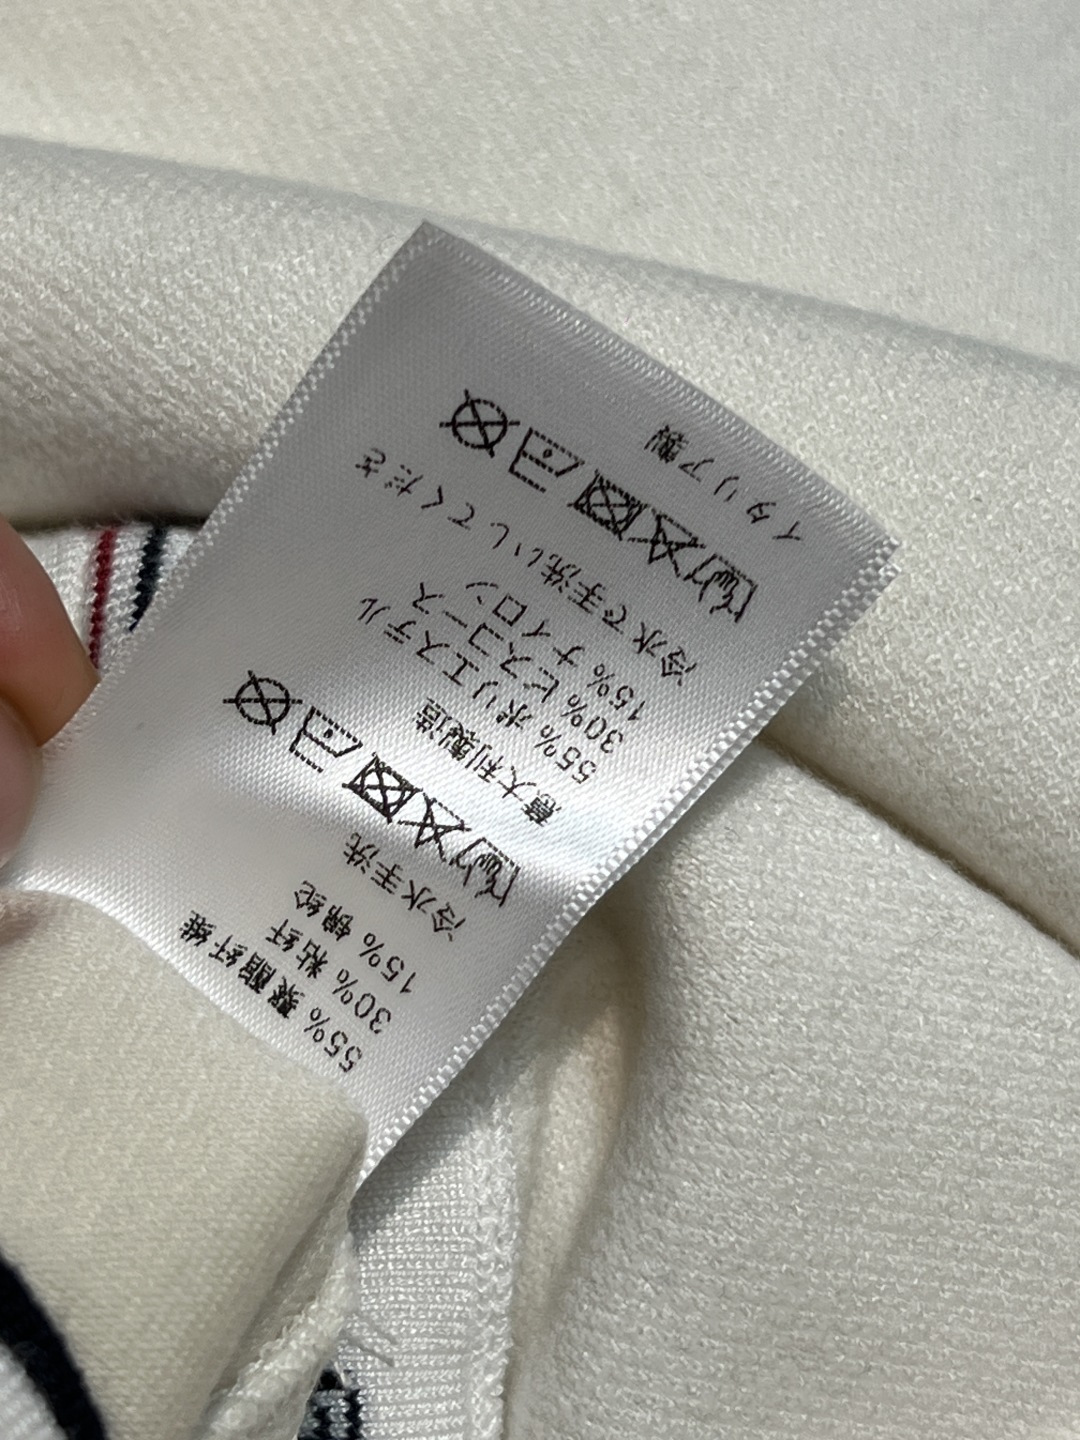 55% 聚酯纤维
30% 粘纤
15% 锦纶
冷水手洗
意大利製造
55% ポリエステル
30% ビスコース
15% ナイロン
冷水で手洗いしてくださ
イタリア製